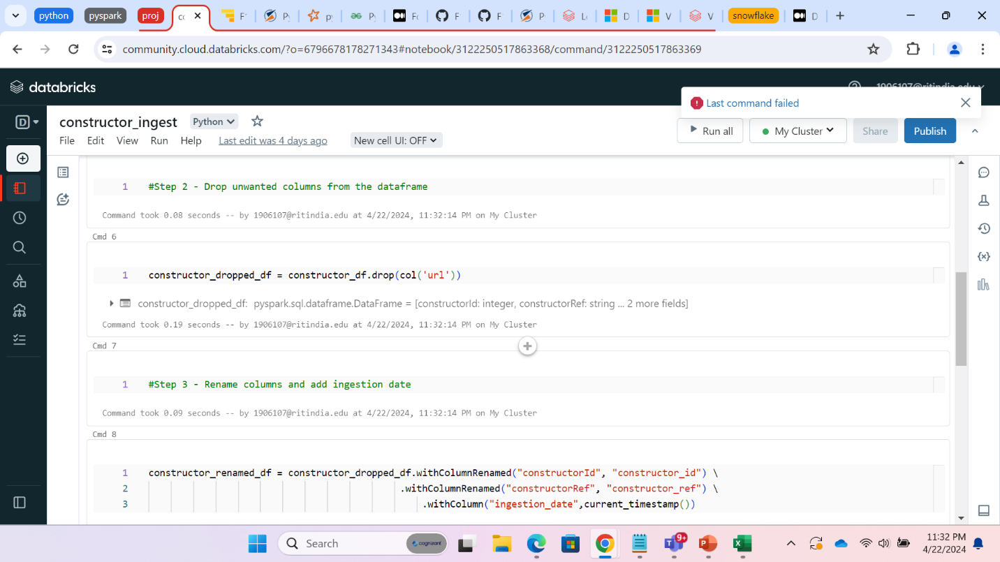 python
pyspark
proj
snowflake
community.cloud.databricks.com/?o=6796678178271343#notebook/3122250517863368/command/3122250517863369
databricks
Last command failed
D
constructor_ingest Python
Run all My Cluster Share Publish
File Edit View Run Help Last edit was 4 days ago New cell UI: OFF
1 #Step 2 - Drop unwanted columns from the dataframe
Command took 0.08 seconds -- by 1906107@ritindia.edu at 4/22/2024, 11:32:14 PM on My Cluster
Cmd 6
1 constructor_dropped_df = constructor_df.drop(col('url'))
constructor_dropped_df: pyspark.sql.dataframe.DataFrame = [constructorId: integer, constructorRef: string ... 2 more fields]
Command took 0.19 seconds -- by 1906107@ritindia.edu at 4/22/2024, 11:32:14 PM on My Cluster
Cmd 7
1 #Step 3 - Rename columns and add ingestion date
Command took 0.09 seconds -- by 1906107@ritindia.edu at 4/22/2024, 11:32:14 PM on My Cluster
Cmd 8
1 constructor_renamed_df = constructor_dropped_df.withColumnRenamed("constructorId", "constructor_id") \
2 .withColumnRenamed("constructorRef", "constructor_ref") \
3 .withColumn("ingestion_date",current_timestamp())
Search cognizant
9+
11:32 PM
4/22/2024